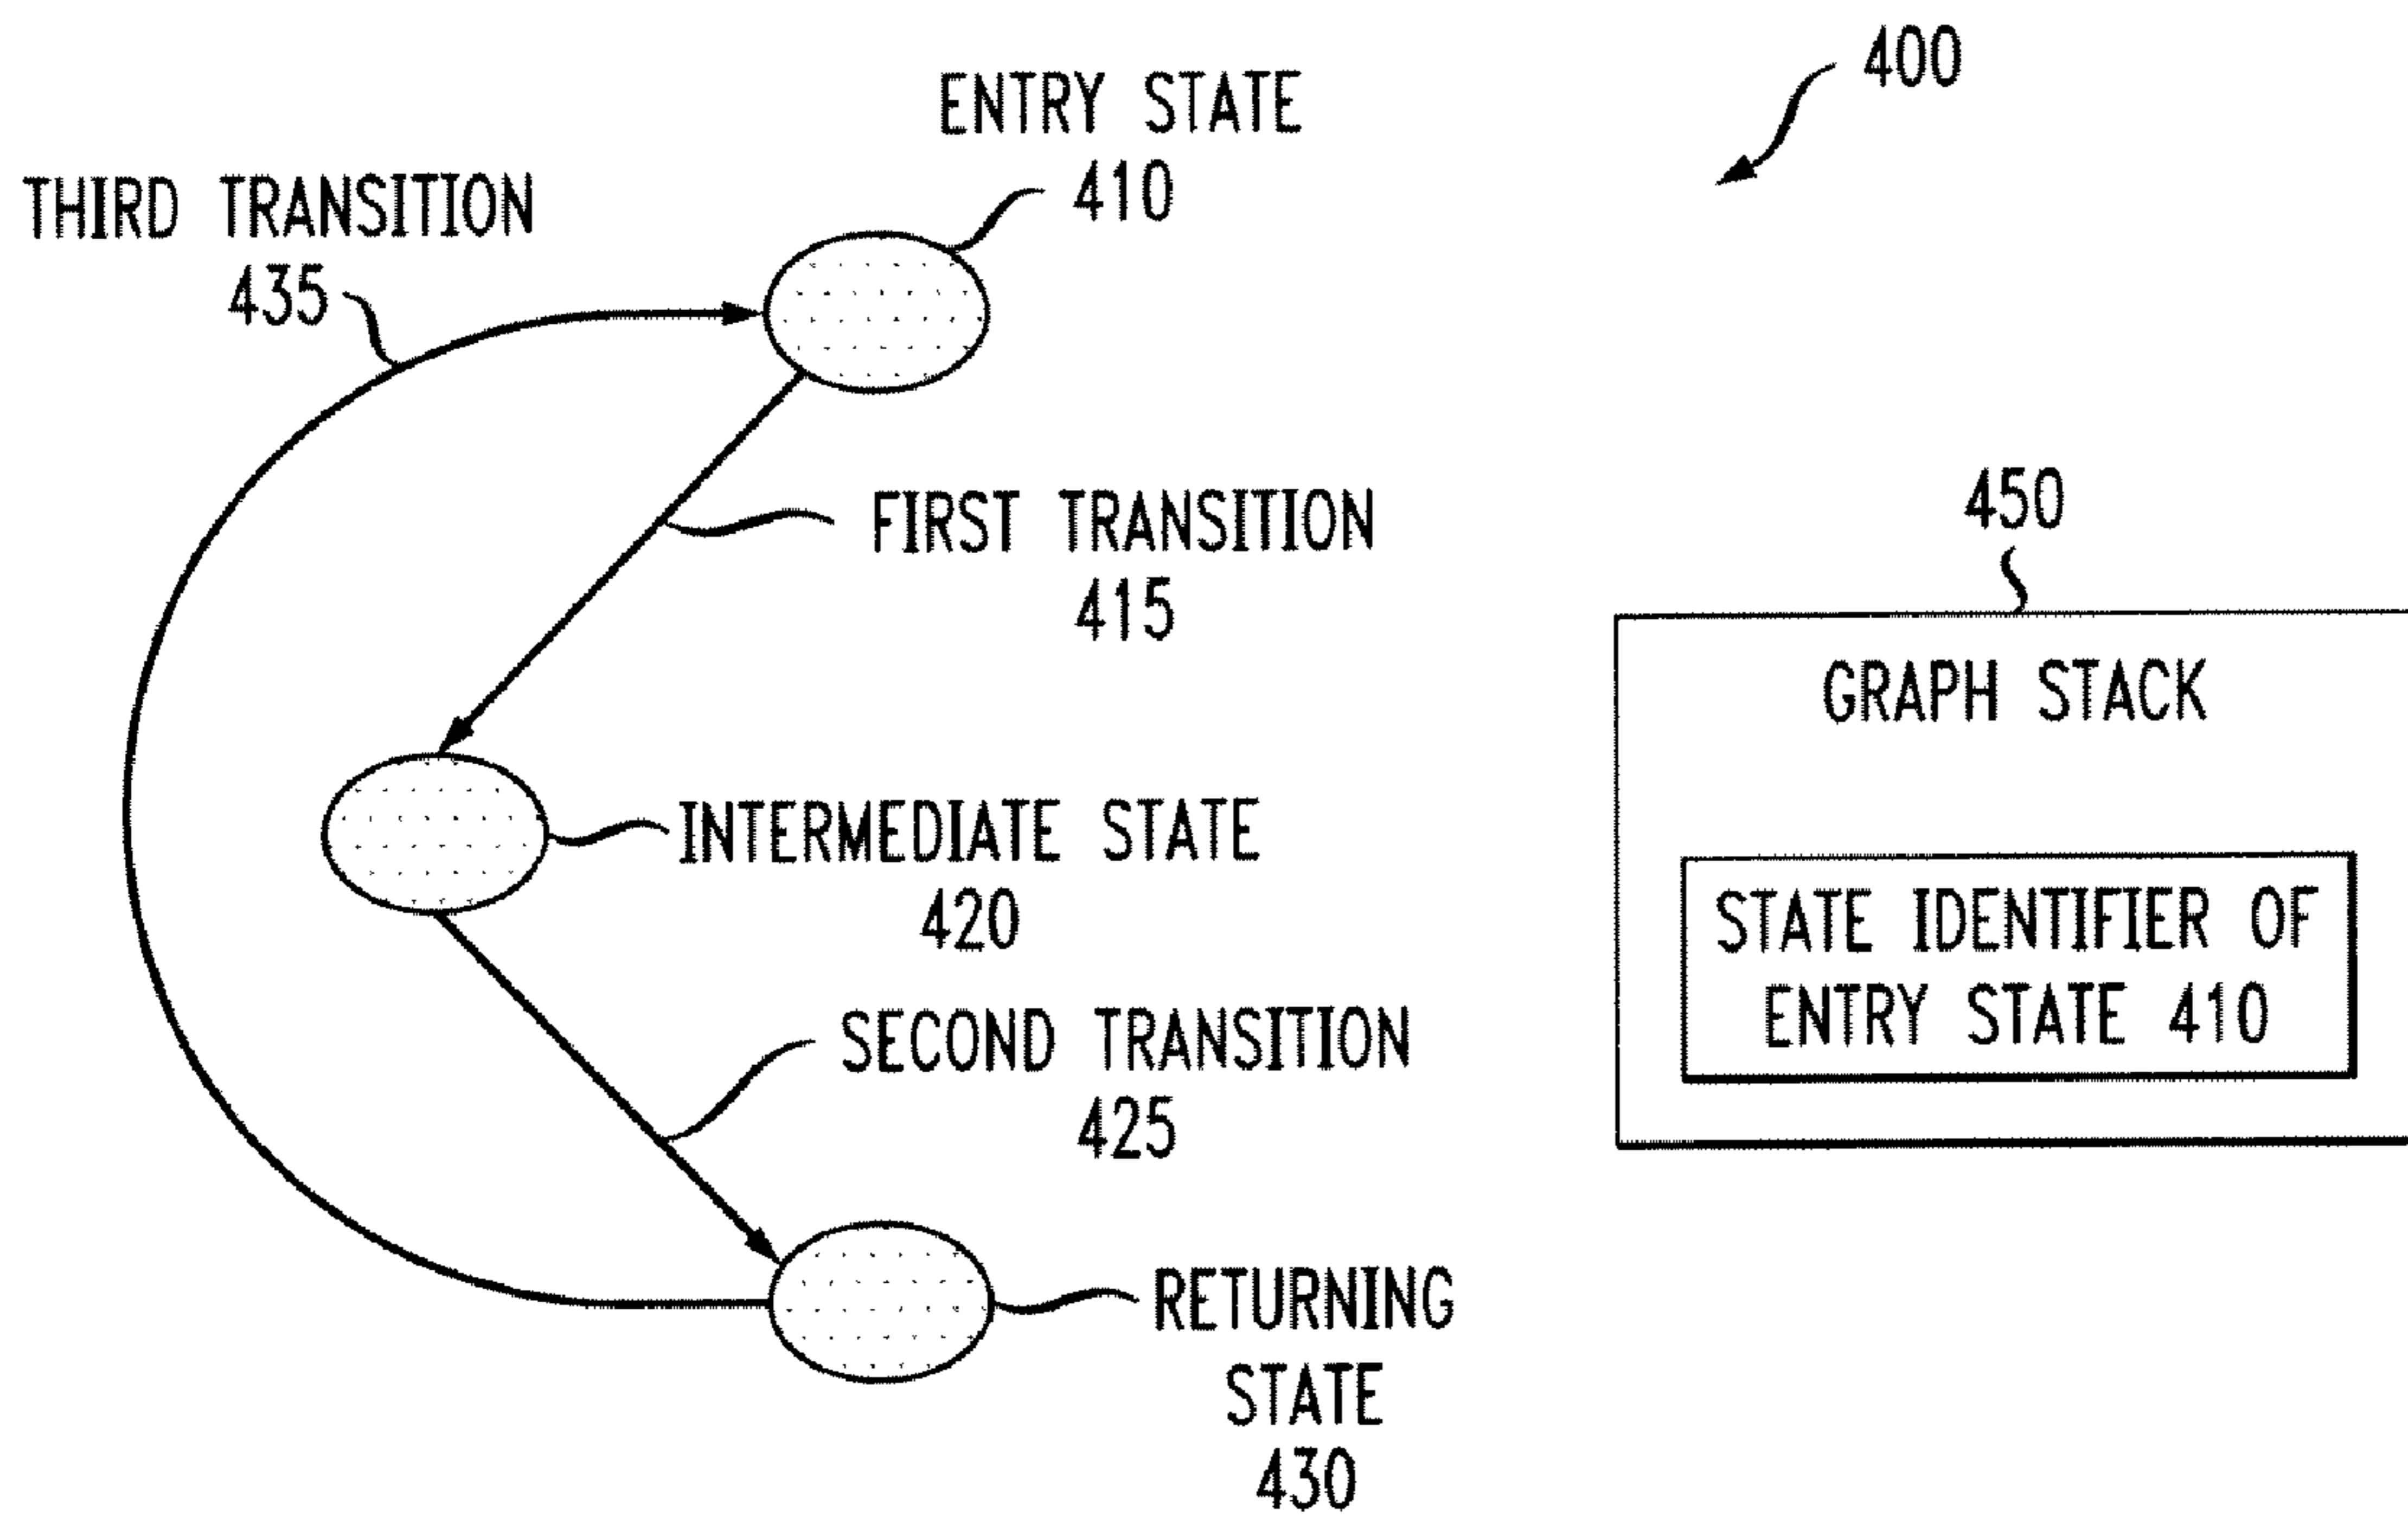 400
ENTRY STATE
410
THIRD TRANSITION
435
FIRST TRANSITION
415
450
GRAPH STACK
INTERMEDIATE STATE
420
STATE IDENTIFIER OF
ENTRY STATE 410
SECOND TRANSITION
425
RETURNING
STATE
430